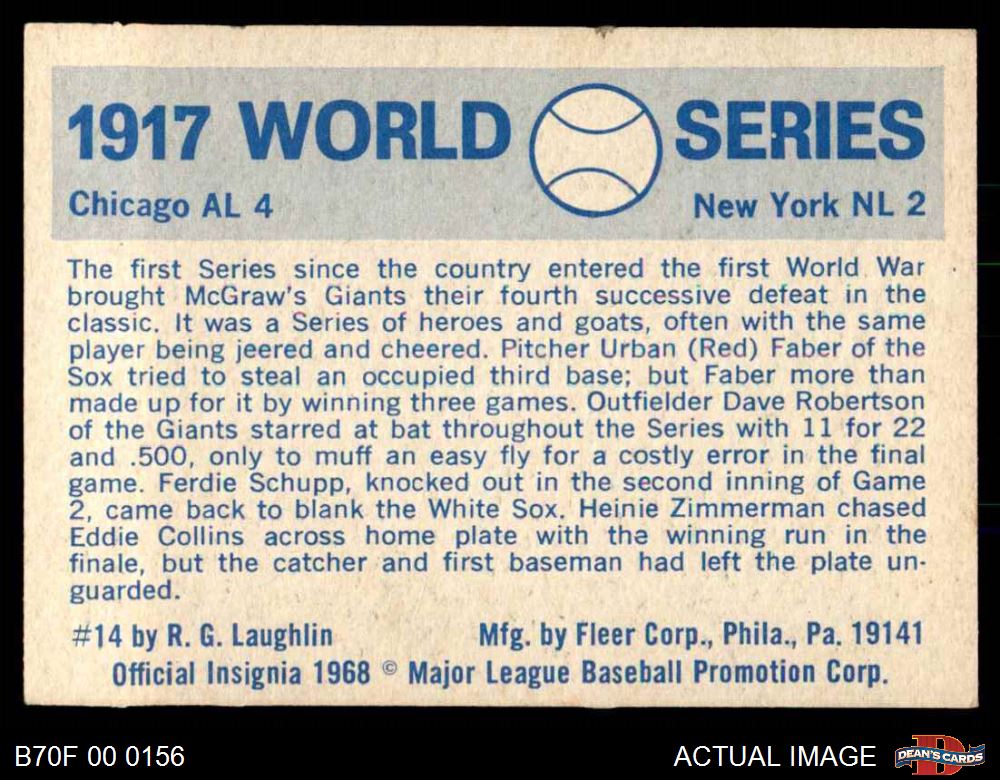 1917 WORLD SERIES
Chicago AL 4 New York NL 2
The first Series since the country entered the first World War
brought McGraw's Giants their fourth successive defeat in the
classic. It was a Series of heroes and goats, often with the same
player being jeered and cheered. Pitcher Urban (Red) Faber of the
Sox tried to steal an occupied third base; but Faber more than
made up for it by winning three games. Outfielder Dave Robertson
of the Giants starred at bat throughout the Series with 11 for 22
and .500, only to muff an easy fly for a costly error in the final
game. Ferdie Schupp, knocked out in the second inning of Game
2, came back to blank the White Sox. Heinie Zimmerman chased
Eddie Collins across home plate with the winning run in the
finale, but the catcher and first baseman had left the plate un-
guarded.
#14 by R. G. Laughlin Mfg. by Fleer Corp., Phila., Pa. 19141
Official Insignia 1968 © Major League Baseball Promotion Corp.
B70F 00 0156 ACTUAL IMAGE D DEAN'S CARDS